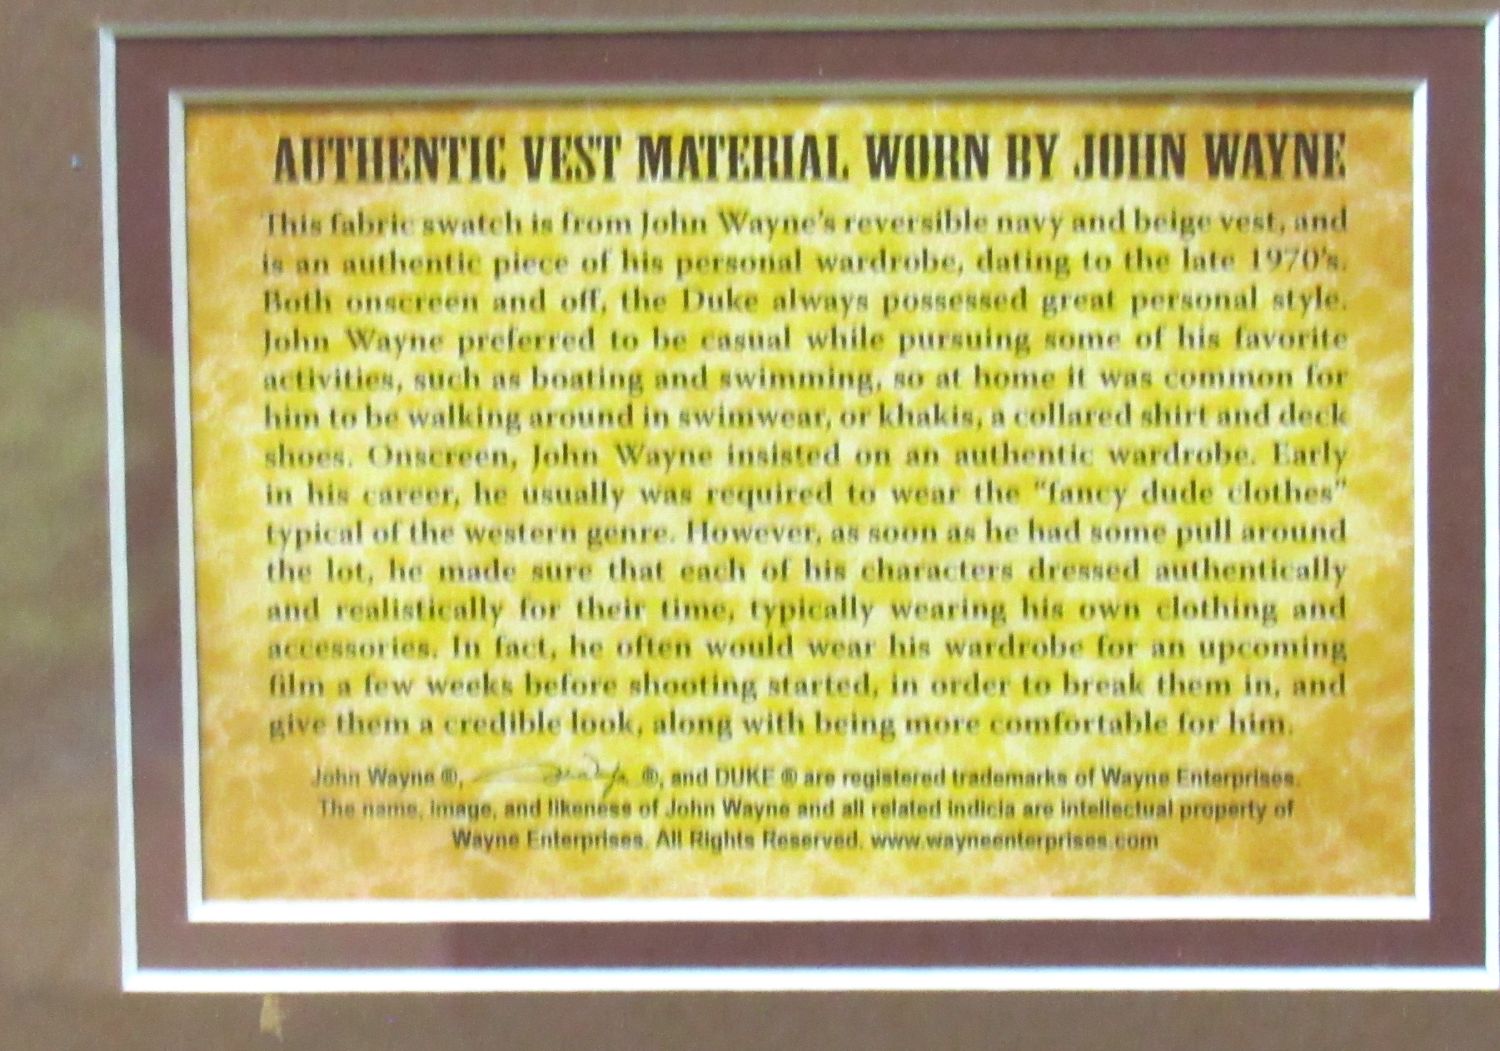 AUTHENTIC VEST MATERIAL WORN BY JOHN WAYNE
This fabric swatch is from John Wayne's reversible navy and beige vest, and
is an authentic piece of his personal wardrobe, dating to the late 1970's.
Both onscreen and off, the Duke always possessed great personal style.
John Wayne preferred to be casual while pursuing some of his favorite
activities, such as boating and swimming, so at home it was common for
him to be walking around in swimwear, or khakis, a collared shirt and deck
shoes. Onscreen, John Wayne insisted on an authentic wardrobe. Early
in his career, he usually was required to wear the "fancy dude clothes"
typical of the western genre. However, as soon as he had some pull around
the lot, he made sure that each of his characters dressed authentically
and realistically for their time, typically wearing his own clothing and
accessories. In fact, he often would wear his wardrobe for an upcoming
film a few weeks before shooting started, in order to break them in, and
give them a credible look, along with being more comfortable for him.
John Wayne ®, ®, and DUKE ® are registered trademarks of Wayne Enterprises.
The name, image, and likeness of John Wayne and all related indicia are intellectual property of
Wayne Enterprises. All Rights Reserved. www.wayneenterprises.com